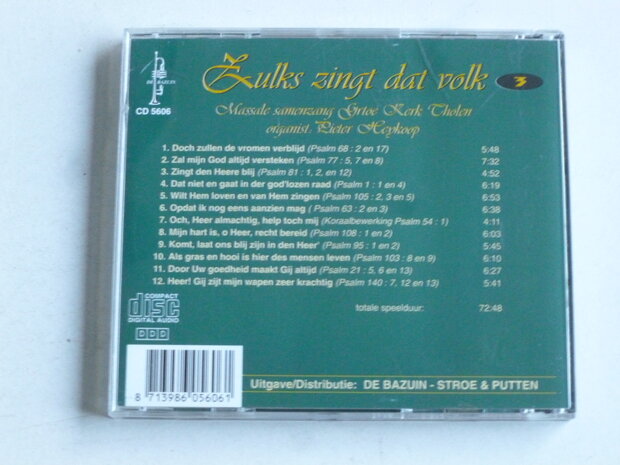 DE BAZUIN
CD 5606
Zulks zingt dat volk 3
Massale samenzang Grtoe Kerk Tholen
organist Pieter Heykoop
1. Doch zullen de vromen verblijd (Psalm 68 : 2 en 17) 5:48
2. Zal mijn God altijd versteken (Psalm 77 : 5, 7 en 8) 7:32
3. Zingt den Heere blij (Psalm 81 : 1, 2, en 12) 4:52
4. Dat niet en gaat in der god'lozen raad (Psalm 1 : 1 en 4) 6:19
5. Wilt Hem loven en van Hem zingen (Psalm 105 : 2, 3 en 5) 6:53
6. Opdat ik nog eens aanzien mag ( Psalm 63 : 2 en 3) 6:38
7. Och, Heer almachtig, help toch mij (Koraalbewerking Psalm 54 : 1) 4:11
8. Mijn hart is, o Heer, recht bereid (Psalm 108 : 1 en 2) 6:03
9. Komt, laat ons blij zijn in den Heer' (Psalm 95 : 1 en 2) 5:45
10. Als gras en hooi is hier des mensen leven (Psalm 103 : 8 en 9) 6:10
11. Door Uw goedheid maakt Gij altijd (Psalm 21 : 5, 6 en 13) 6:27
12. Heer! Gij zijt mijn wapen zeer krachtig (Psalm 140 : 7, 12 en 13) 5:41
totale speelduur: 72:48
COMPACT
disc
DIGITAL AUDIO
DDD
Uitgave/Distributie: DE BAZUIN - STROE & PUTTEN
8 713986 056061